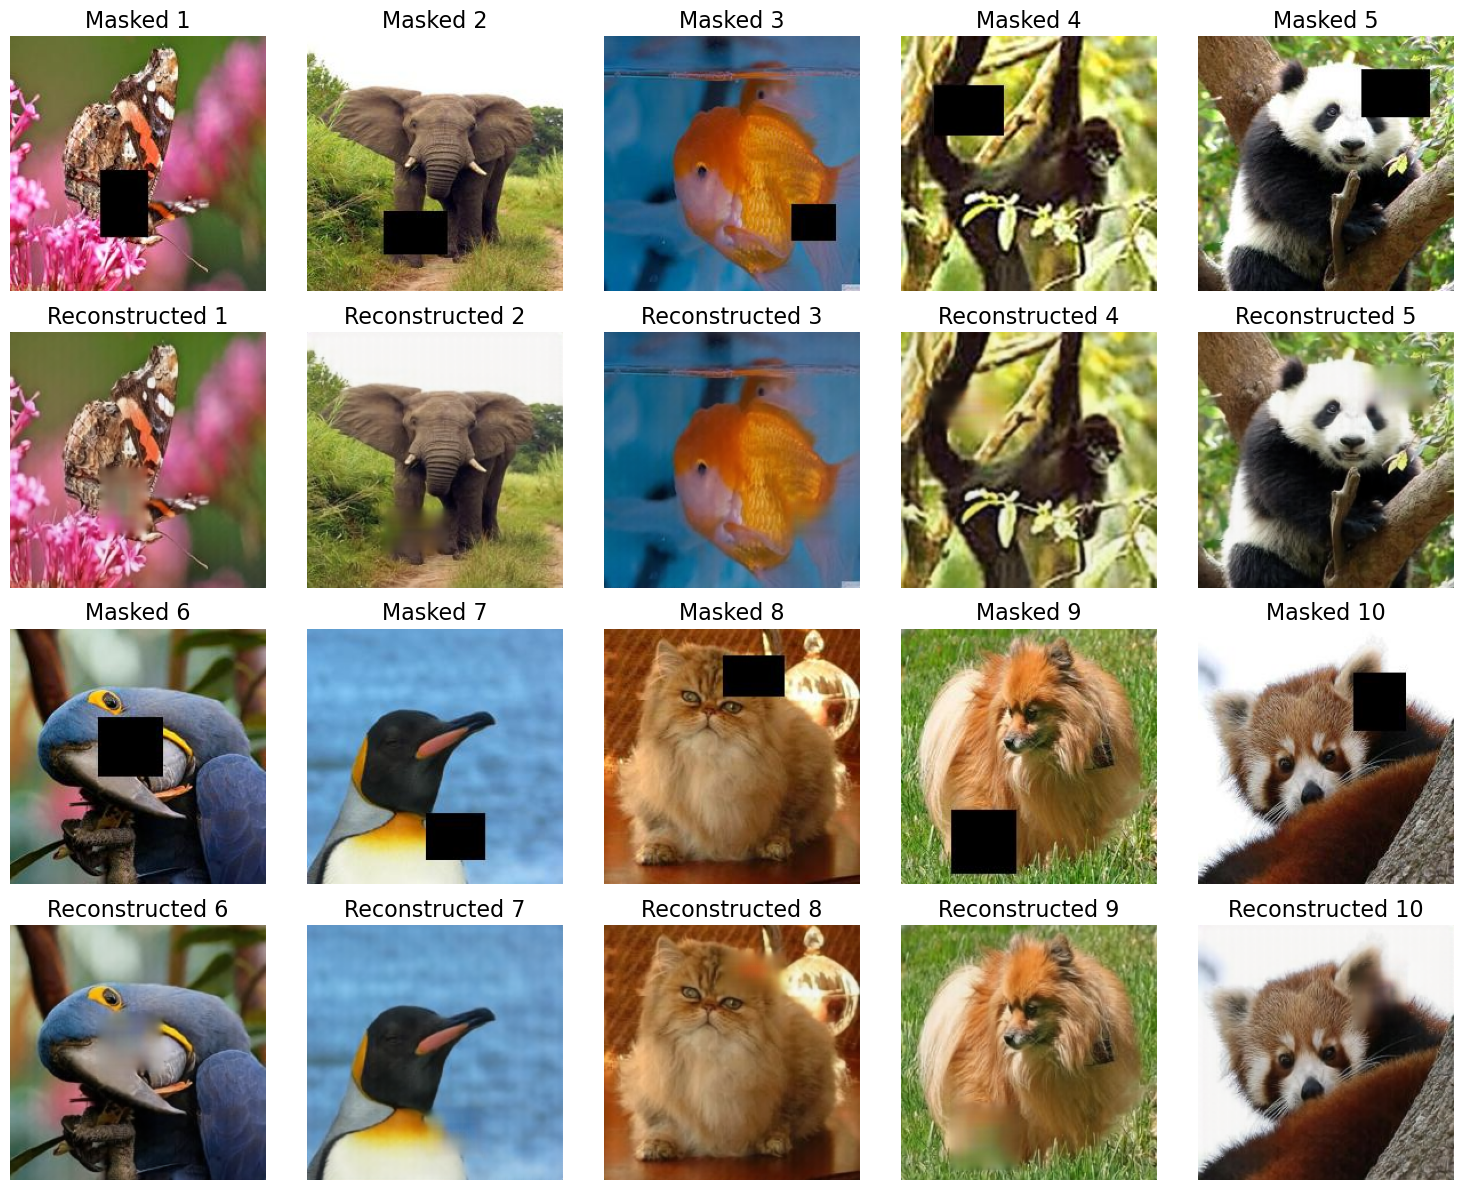 Masked 1
Masked 2
Masked 3
Masked 4
Masked 5
Reconstructed 1
Reconstructed 2
Reconstructed 3
Reconstructed 4
Reconstructed 5
Masked 6
Masked 7
Masked 8
Masked 9
Masked 10
Reconstructed 6
Reconstructed 7
Reconstructed 8
Reconstructed 9
Reconstructed 10